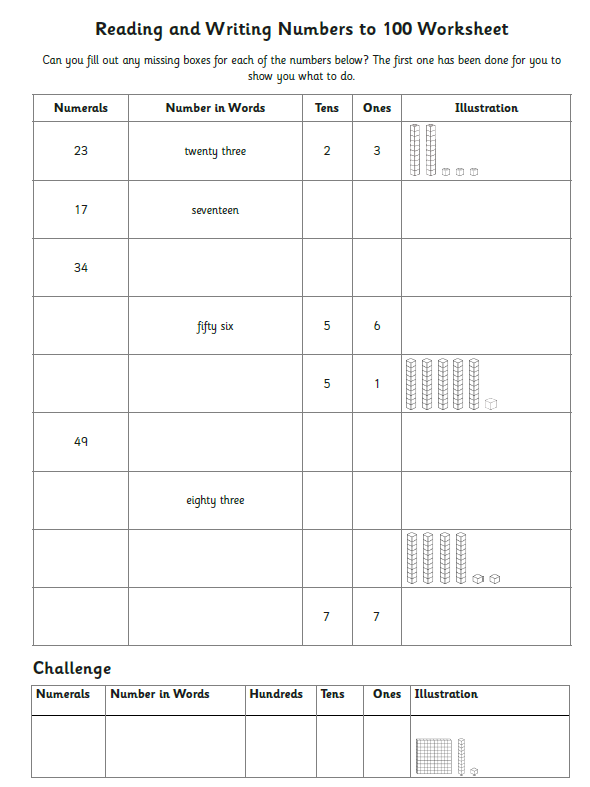 Reading and Writing Numbers to 100 Worksheet
Can you fill out any missing boxes for each of the numbers below? The first one has been done for you to
show you what to do.
Numerals Number in Words Tens Ones Illustration
23 twenty three 2 3
17 seventeen
34
fifty six 5 6
5 1
49
eighty three
7 7
Challenge
Numerals Number in Words Hundreds Tens Ones Illustration